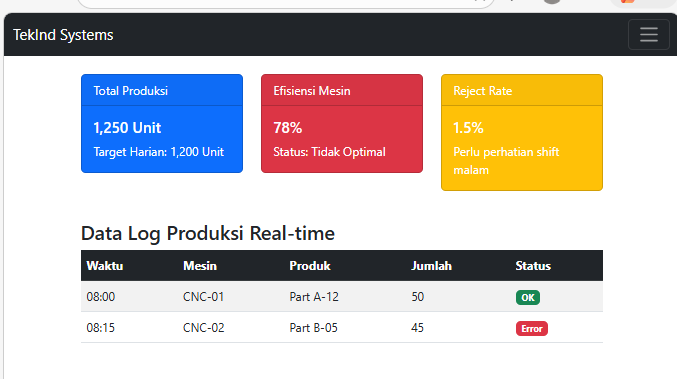 TekInd Systems
Total Produksi
1,250 Unit
Target Harian: 1,200 Unit
Efisiensi Mesin
78%
Status: Tidak Optimal
Reject Rate
1.5%
Perlu perhatian shift
malam
Data Log Produksi Real-time
Waktu Mesin Produk Jumlah Status
08:00 CNC-01 Part A-12 50 OK
08:15 CNC-02 Part B-05 45 Error